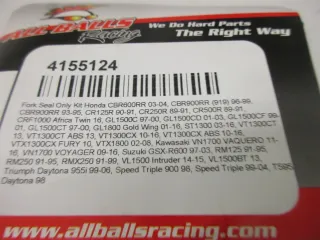 ALL BALLS
Racing
We Do Hard Parts
The Right Way
4155124
Fork Seal Only Kit Honda CBR600RR 03-04, CBR900RR (919) 96-99,
CBR900RR 93-95, CR125R 90-91, CR250R 89-91, CR500R 89-91,
CRF1000 Africa Twin 16, GL1500C 97-00, GL1500CD 01-03, GL1500CF 99-
01, GL1500CT 97-00, GL1800 Gold Wing 01-16, ST1300 03-16, VT1300CT
VT1300CT ABS 13, VT1300CX 10-16, VT1300CX ABS 10-16,
VTX1300CX FURY 10, VTX1800 02-08, Kawasaki VN1700 VAQUERO 11-
16, VN1700 VOYAGER 09-16, Suzuki GSX-R600 97-03, RM125 91-95,
RM250 91-95, RMX250 91-99, VL1500 Intruder 14-15, VL1500BT 13,
Triumph Daytona 955i 99-06, Speed Triple 900 98, Speed Triple 99-04, T595
Daytona 98
www.allballsracing.com